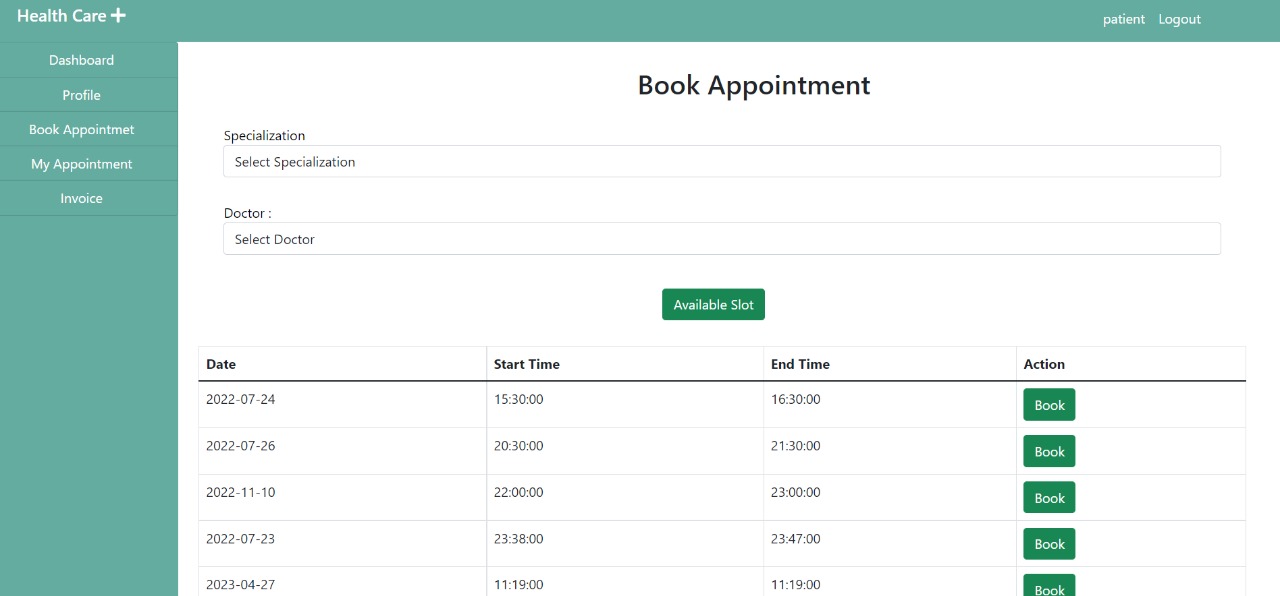 Health Care +
patient Logout
Dashboard
Profile
Book Appointmet
My Appointment
Invoice
Book Appointment
Specialization
Select Specialization
Doctor :
Select Doctor
Available Slot
Date Start Time End Time Action
2022-07-24 15:30:00 16:30:00 Book
2022-07-26 20:30:00 21:30:00 Book
2022-11-10 22:00:00 23:00:00 Book
2022-07-23 23:38:00 23:47:00 Book
2023-04-27 11:19:00 11:19:00 Book